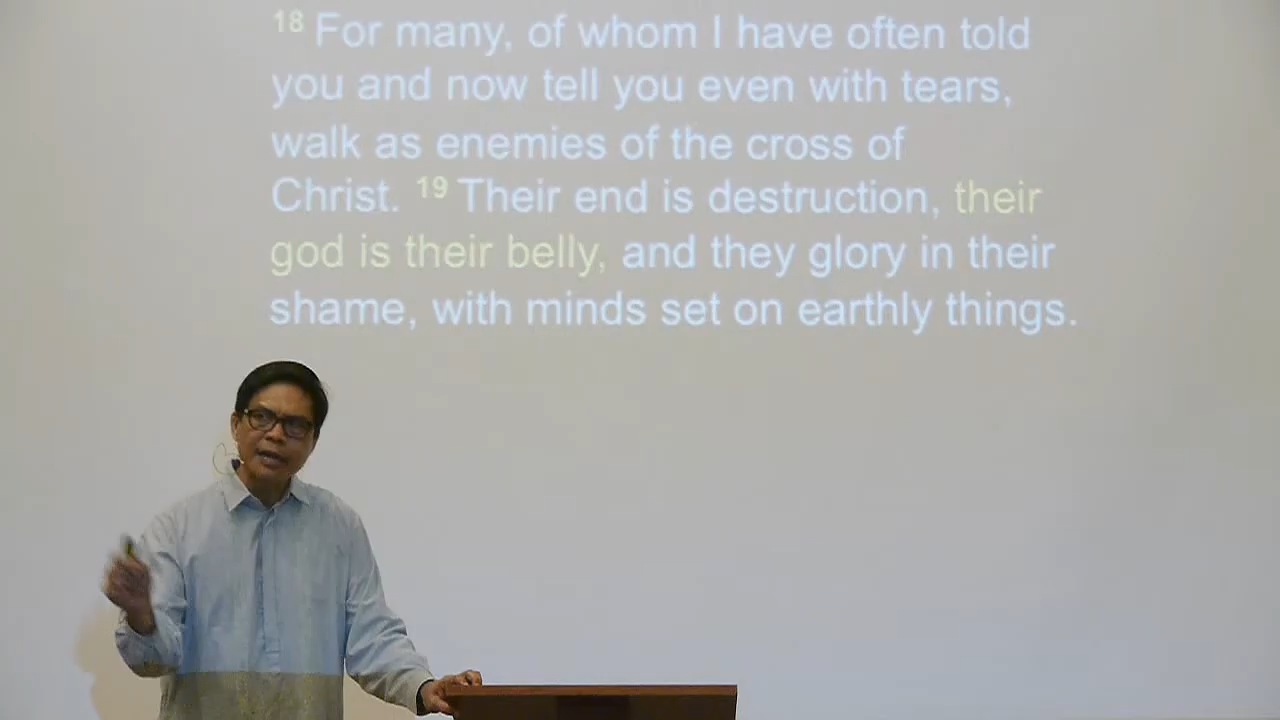 18 For many, of whom I have often told
you and now tell you even with tears,
walk as enemies of the cross of
Christ. 19 Their end is destruction, their
god is their belly, and they glory in their
shame, with minds set on earthly things.